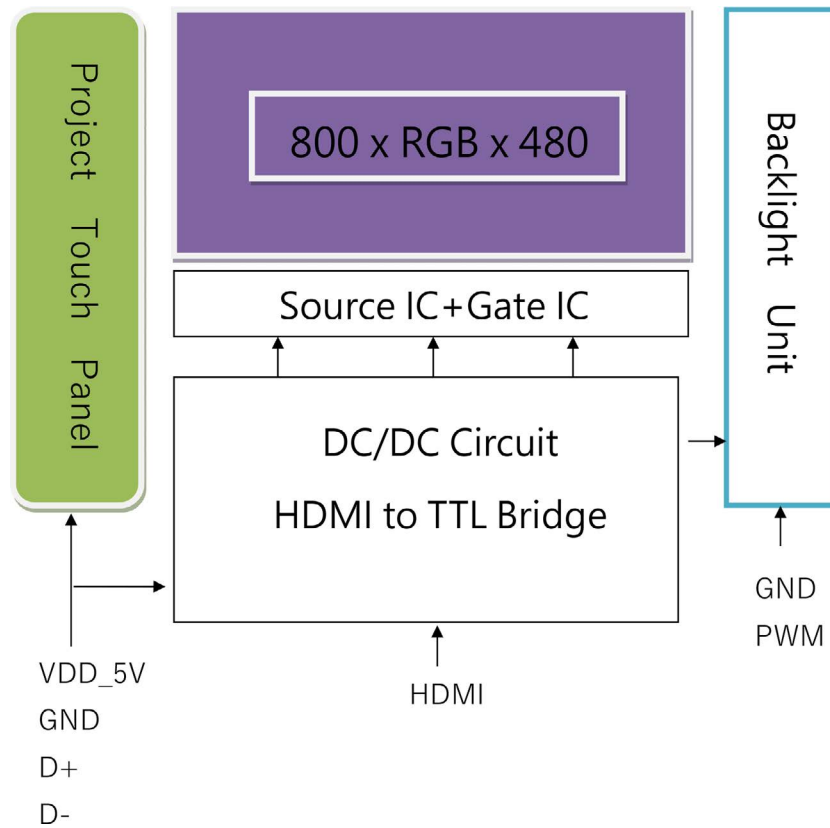 Project Touch Panel
800 x RGB x 480
Backlight Unit
Source IC+Gate IC
DC/DC Circuit
HDMI to TTL Bridge
VDD_5V
GND
D+
D-
HDMI
GND
PWM